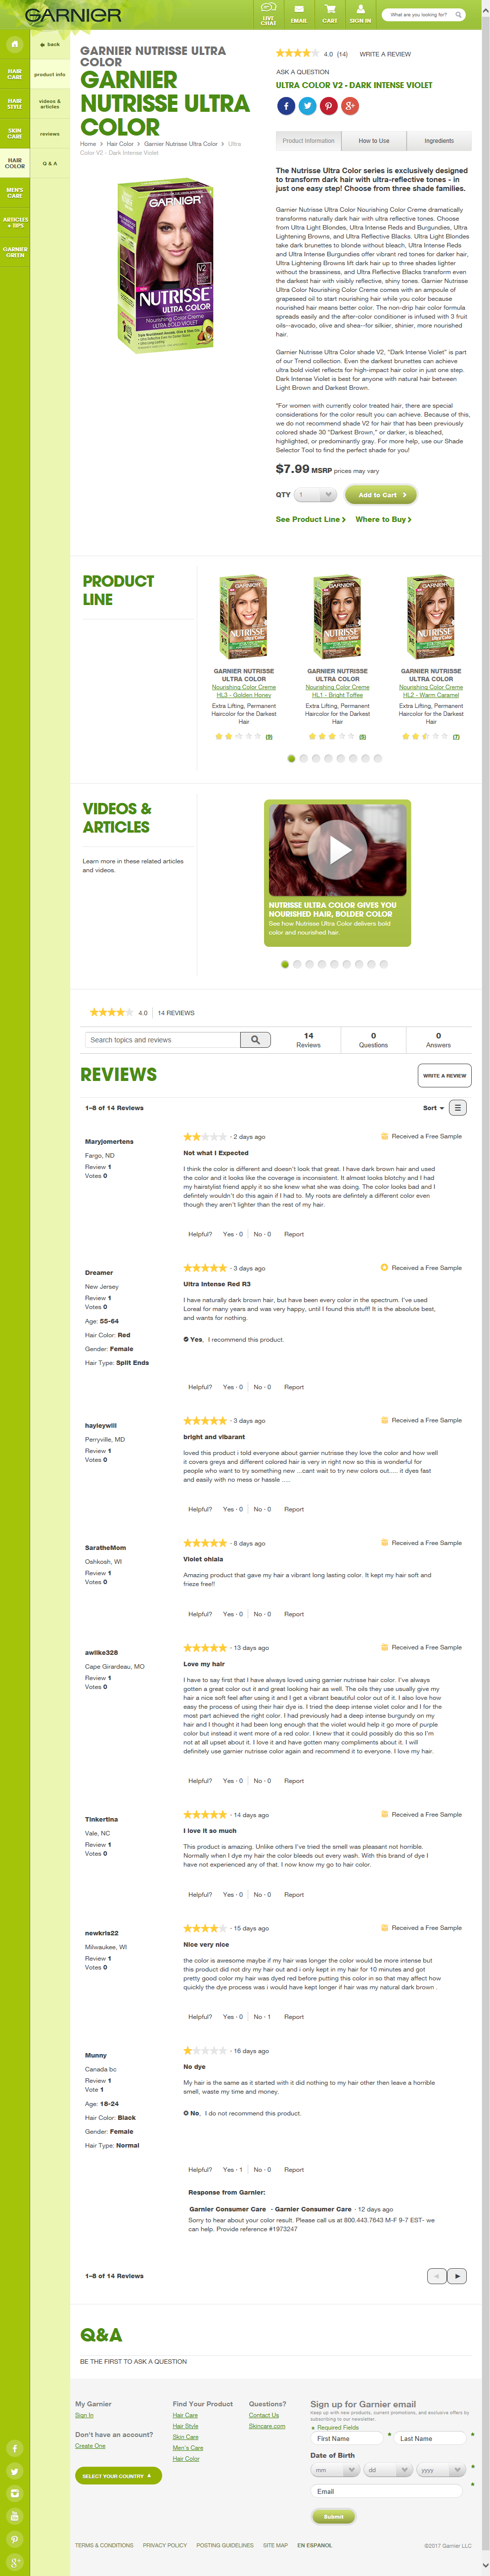 GARNIER
LIVE CHAT
EMAIL
CART
SIGN IN
What are you looking for?
back
product info
videos & articles
reviews
Q & A
HAIR CARE
HAIR STYLE
SKIN CARE
HAIR COLOR
MEN'S CARE
ARTICLES + TIPS
GARNIER GREEN
GARNIER NUTRISSE ULTRA COLOR
GARNIER NUTRISSE ULTRA COLOR
Home > Hair Color > Garnier Nutrisse Ultra Color > Ultra Color V2 - Dark Intense Violet
GARNIER
V2
NUTRISSE
ULTRA COLOR
Nourishing Color Creme
ULTRA BOLD VIOLET
4.0 (14) WRITE A REVIEW
ASK A QUESTION
ULTRA COLOR V2 - DARK INTENSE VIOLET
Product Information
How to Use
Ingredients
The Nutrisse Ultra Color series is exclusively designed
to transform dark hair with ultra-reflective tones - in
just one easy step! Choose from three shade families.
Garnier Nutrisse Ultra Color Nourishing Color Creme dramatically
transforms naturally dark hair with ultra reflective tones. Choose
from Ultra Light Blondes, Intense Reds and Burgundies, Ultra
Lightening Browns, and Ultra Reflective Blacks. Ultra Light Blondes
take dark brunettes to blonde without bleach, Ultra Intense Reds
and Ultra Intense Burgundies offer vibrant red tones for darker hair,
Ultra Lightening Browns lift dark hair up to three shades lighter
without the brassiness, and Ultra Reflective Blacks transform even
the darkest hair with visibly reflective, shiny tones. Garnier Nutrisse
Ultra Color Nourishing Color Creme comes with an ampoule of
grapeseed oil to start nourishing hair while you color because
nourished hair means better color. The non-drip hair color formula
spreads easily and the after-color conditioner is infused with 3 fruit
oils--avocado, olive and shea--for silkier, shinier, more nourished
hair.
Garnier Nutrisse Ultra Color shade V2, "Dark Intense Violet" is part
of our Trend collection. Even the darkest brunettes can achieve
ultra bold reflects for high-impact hair color in just one step.
Dark Intense Violet is best for anyone with natural hair between
Light Brown and Darkest Brown.
*For women with currently color treated hair, there are special
considerations for the color result you can achieve. Because of this,
we do not recommend shade V2 for hair that has been previously
colored shade 30 "Darkest Brown," or darker, is bleached,
highlighted, or predominantly gray. For more help, use our Shade
Selector Tool to find the perfect shade for you!
$7.99 MSRP prices may vary
QTY 1 Add to Cart >
See Product Line > Where to Buy >
PRODUCT LINE
GARNIER NUTRISSE ULTRA COLOR
Nourishing Color Creme
HL3 - Golden Honey
Extra Lifting, Permanent Haircolor for the Darkest Hair
(9)
GARNIER NUTRISSE ULTRA COLOR
Nourishing Color Creme
HL1 - Bright Toffee
Extra Lifting, Permanent Haircolor for the Darkest Hair
(6)
GARNIER NUTRISSE ULTRA COLOR
Nourishing Color Creme
HL2 - Warm Caramel
Extra Lifting, Permanent Haircolor for the Darkest Hair
(7)
VIDEOS & ARTICLES
Learn more in these related articles
and videos.
NUTRISSE ULTRA COLOR GIVES YOU
NOURISHED HAIR, BOLDER COLOR
See how Nutrisse Ultra Color delivers bold
color and nourished hair.
4.0 14 REVIEWS
Search topics and reviews
14 Reviews
0 Questions
0 Answers
REVIEWS
WRITE A REVIEW
1–8 of 14 Reviews
Sort
Maryjomertens
Fargo, ND
Review 1
Votes 0
· 2 days ago
Received a Free Sample
Not what I Expected
I think the color is different and doesn't look that great. I have dark brown hair and used
the color and it looks like the coverage is inconsistent. It almost looks blotchy and I had
my hairstylist friend apply it and so she knew what she was doing. The color looks bad and I
defintely wouldn't do this again if I had to. My roots are definitely a different color even
though they aren't lighter than the rest of my hair.
Helpful? Yes · 0 No · 0 Report
Dreamer
New Jersey
Review 1
Votes 0
Age: 55-64
Hair Color: Red
Gender: Female
Hair Type: Split Ends
· 3 days ago
Received a Free Sample
Ultra Intense Red R3
I have naturally dark brown hair, but have been every color in the spectrum. I've used
Loreal for many years and was very happy, until I found this stuff! It is the absolute best,
and wants for nothing.
Yes, I recommend this product.
Helpful? Yes · 0 No · 0 Report
hayleywill
Perryville, MD
Review 1
Votes 0
· 3 days ago
Received a Free Sample
bright and vibarant
loved this product i told everyone about garnier nutrisse they love the color and how well
it covers greys and different colored hair is very in right now so this is wonderful for
people who want to try something new ...cant wait to try new colors out..... it dyes fast
and easily with no mess or hassle .....
Helpful? Yes · 0 No · 0 Report
SaratheMom
Oshkosh, WI
Review 1
Votes 0
· 8 days ago
Received a Free Sample
Violet ohlala
Amazing product that gave my hair a vibrant long lasting color. It kept my hair soft and
frieze free!!
Helpful? Yes · 0 No · 0 Report
awilke328
Cape Girardeau, MO
Review 1
Votes 0
· 13 days ago
Received a Free Sample
Love my hair
I have to say first that I have always loved using garnier nutrisse hair color. I've always
gotten a great color out it and great looking hair as well. The oils they use usually give my
hair a nice soft feel after using it and I get a vibrant beautiful color out of it. I also love how
easy the process of using their hair dye is. I tried the deep intense violet color and I for the
most part achieved the right color. I had previously had a deep intense burgundy on my
hair and I thought it had been long enough that the violet would help it go more of purple
color but instead it went more of a red color. I knew that it could possibly do this so I'm
not at all upset about it. I love it and have gotten many compliments about it. I will
definitely use garnier nutrisse color again and recommend it to everyone. I love my hair.
Helpful? Yes · 0 No · 0 Report
Tinkertina
Vale, NC
Review 1
Votes 0
· 14 days ago
Received a Free Sample
I love it so much
This product is amazing. Unlike others I've tried the smell was pleasant not horrible.
Normally when I dye my hair the color bleeds out every wash. With this brand of dye I
have not experienced any of that. I now know my go to hair color.
Helpful? Yes · 0 No · 0 Report
newkris22
Milwaukee, WI
Review 1
Votes 0
· 15 days ago
Received a Free Sample
Nice very nice
the color is awesome maybe if my hair was longer the color would be more intense but
this product did not dry my hair out and i only kept in my hair for 10 minutes and got
pretty good color my hair was dyed red before putting this color in so that may affect how
quickly the dye process was i would have kept longer if hair was my natural dark brown .
Helpful? Yes · 0 No · 1 Report
Munny
Canada bc
Review 1
Vote 1
Age: 18-24
Hair Color: Black
Gender: Female
Hair Type: Normal
· 16 days ago
No dye
My hair is the same as it started with it did nothing to my hair other then leave a horrible
smell, waste my time and money.
No, I do not recommend this product.
Helpful? Yes · 1 No · 0 Report
Response from Garnier:
Garnier Consumer Care · Garnier Consumer Care · 12 days ago
Sorry to hear about your color result. Please call us at 800.443.7643 M-F 9-7 EST- we
can help. Provide reference #1973247
1–8 of 14 Reviews
Q&A
BE THE FIRST TO ASK A QUESTION
My Garnier
Sign In
Don't have an account?
Create One
SELECT YOUR COUNTRY
Find Your Product
Hair Care
Hair Style
Skin Care
Men's Care
Hair Color
Questions?
Contact Us
Skincare.com
Sign up for Garnier email
Keep up with new products, current promotions, and exclusive offers by
subscribing to our newsletter.
* Required Fields
First Name *
Last Name *
Date of Birth
mm dd yyyy *
Email *
Submit
TERMS & CONDITIONS PRIVACY POLICY POSTING GUIDELINES SITE MAP EN ESPANOL
©2017 Garnier LLC